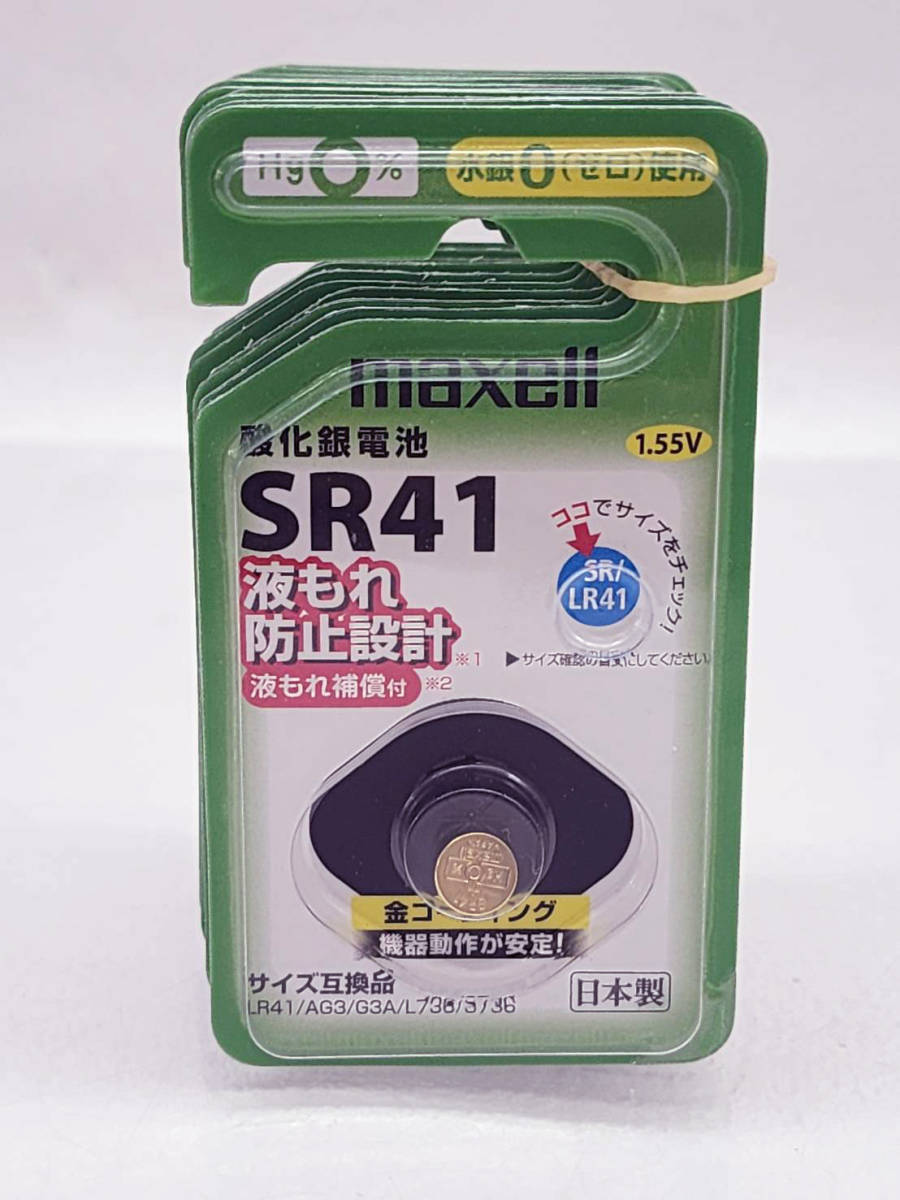 Hg0%
水銀0(ゼロ)使用
maxell
酸化銀電池
1.55V
SR41
ココでサイズをチェック!
SR/
LR41
液もれ
防止設計※1
▶サイズ確認の目安にしてください。
液もれ補償付※2
金コーティング
機器動作が安定!
サイズ互換品
LR41/AG3/G3A/L736/S736
日本製